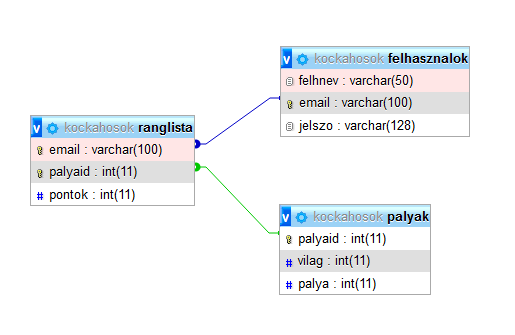 v kockahosok felhasznalok
felhnev : varchar(50)
email : varchar(100)
jelszo : varchar(128)
v kockahosok ranglista
email : varchar(100)
palyaid : int(11)
# pontok : int(11)
v kockahosok palyak
palyaid : int(11)
# vilag : int(11)
# palya : int(11)